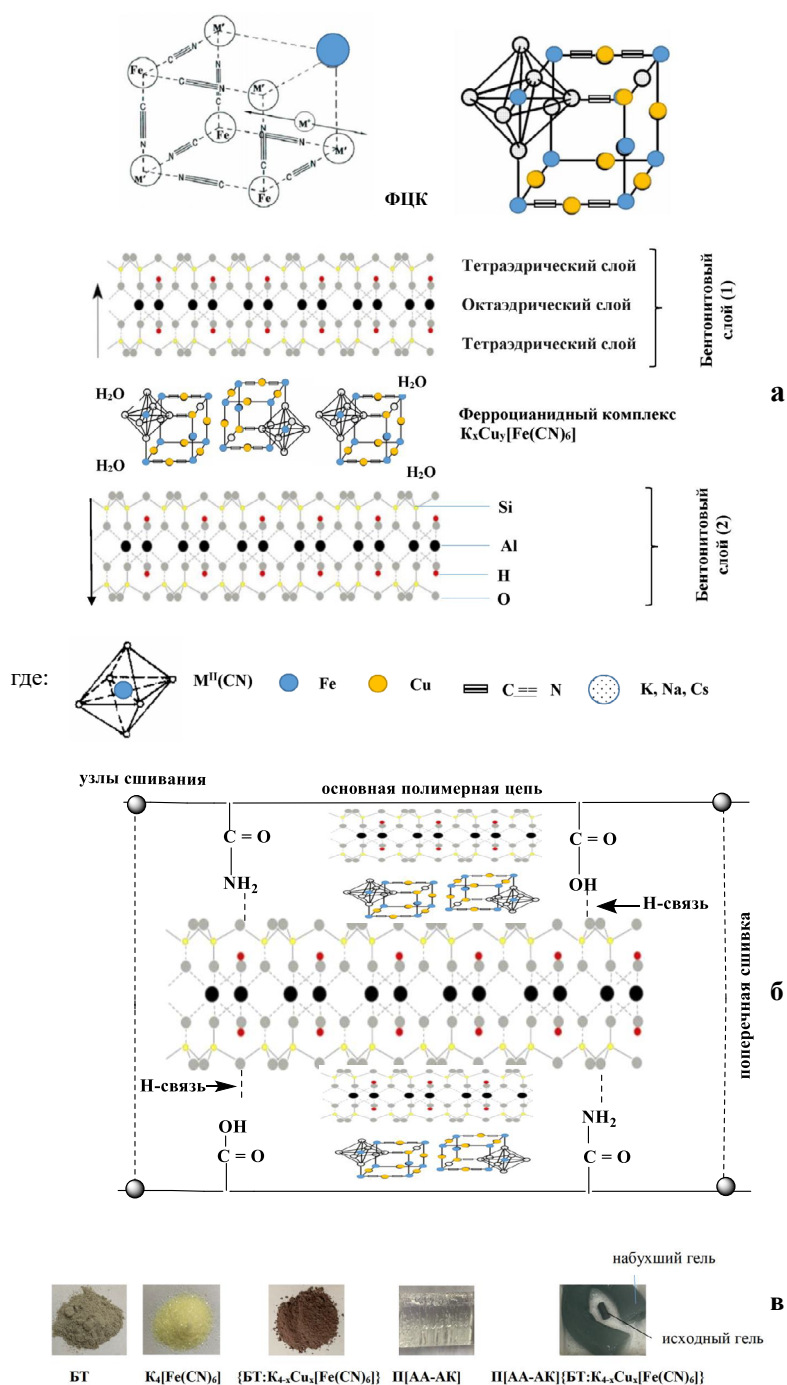 M'
Fe
C
N
N
C
C
N
M'
C
N
Fe
M'
M'
C
N
C
N
C
N
M'
N
C
Fe
ФЦК
Тетраэдрический слой
Октаэдрический слой
Тетраэдрический слой
Бентонитовый
слой (1)
а
H₂O
H₂O
H₂O
H₂O
Ферроцианидный комплекс
KₓCuᵧ[Fe(CN)₆]
Si
Al
H
O
Бентонитовый
слой (2)
где:
Mᴵᴵ(CN)
Fe
Cu
C == N
K, Na, Cs
узлы сшивания
основная полимерная цепь
C = O
NH₂
C = O
OH
Н-связь
поперечная сшивка
б
Н-связь
OH
C = O
NH₂
C = O
набухший гель
исходный гель
в
БТ
K₄[Fe(CN)₆]
{БТ:K₄₋ₓCuₓ[Fe(CN)₆]}
П[АА-АК]
П[АА-АК]{БТ:K₄₋ₓCuₓ[Fe(CN)₆]}